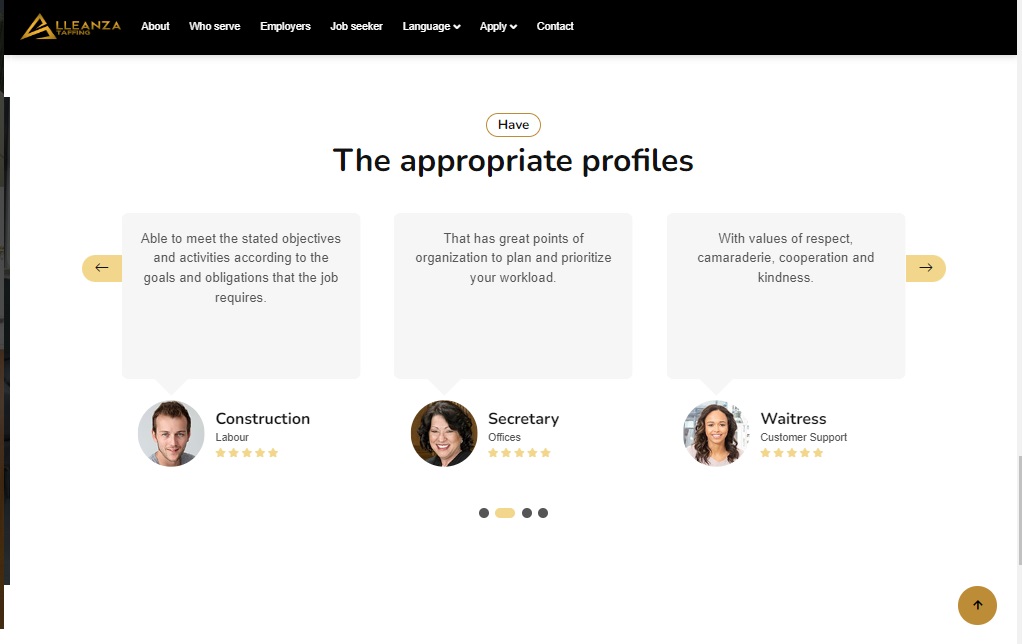 LLEANZA
TAFFING
About Who serve Employers Job seeker Language Apply Contact
Have
The appropriate profiles
Able to meet the stated objectives
and activities according to the
goals and obligations that the job
requires.
That has great points of
organization to plan and prioritize
your workload.
With values of respect,
camaraderie, cooperation and
kindness.
Construction
Labour
Secretary
Offices
Waitress
Customer Support